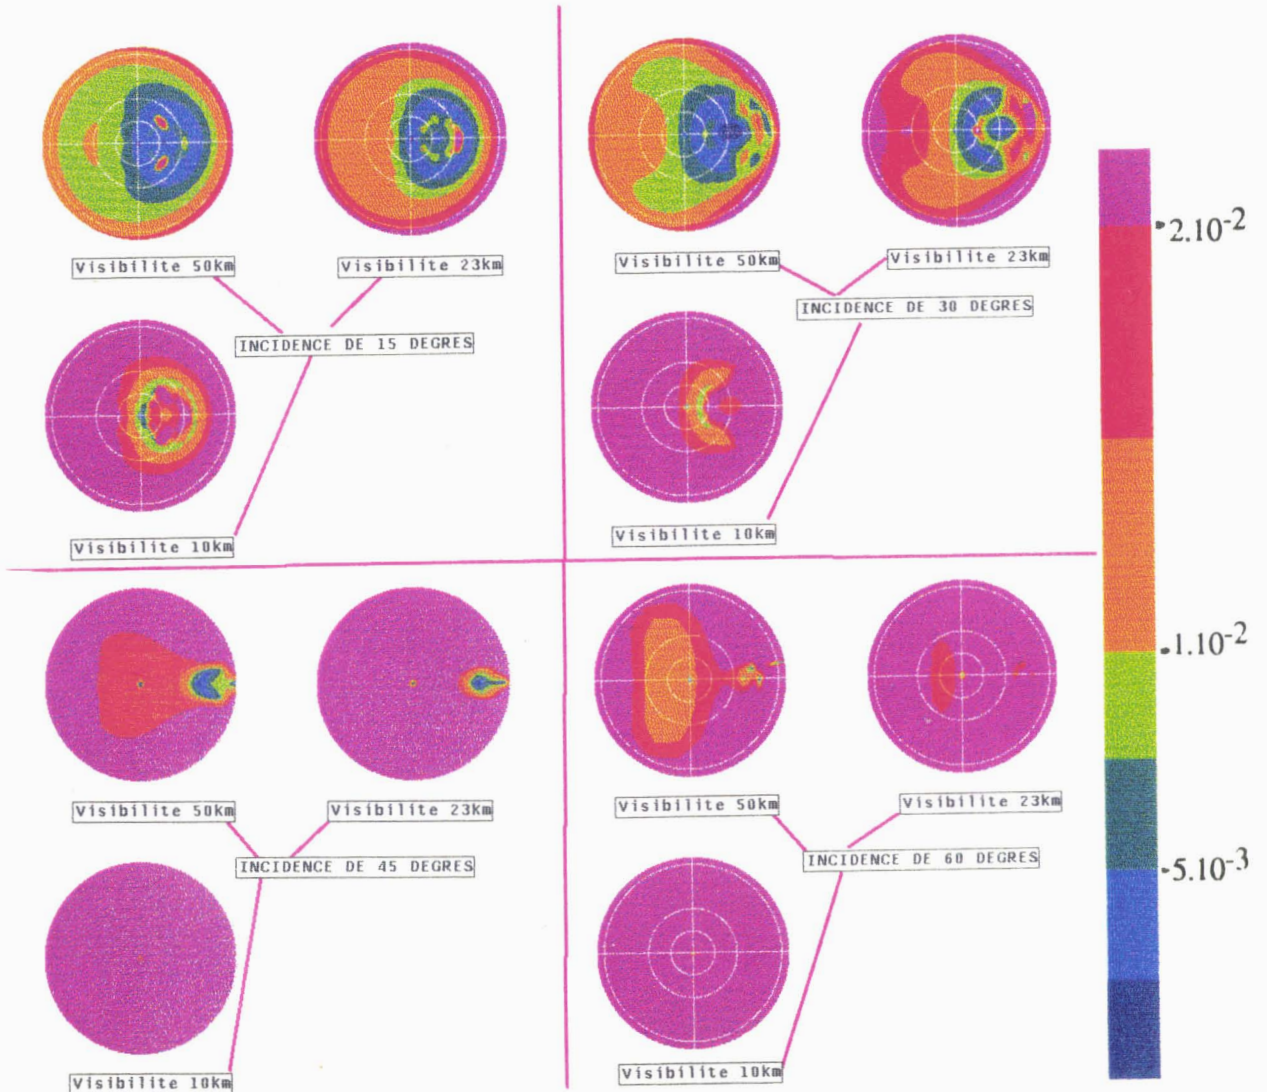 Visibilite 50km
Visibilite 23km
INCIDENCE DE 15 DEGRES
Visibilite 10km
Visibilite 50km
Visibilite 23km
INCIDENCE DE 30 DEGRES
Visibilite 10km
Visibilite 50km
Visibilite 23km
INCIDENCE DE 45 DEGRES
Visibilite 10km
Visibilite 50km
Visibilite 23km
INCIDENCE DE 60 DEGRES
Visibilite 10km
2.10-2
1.10-2
5.10-3